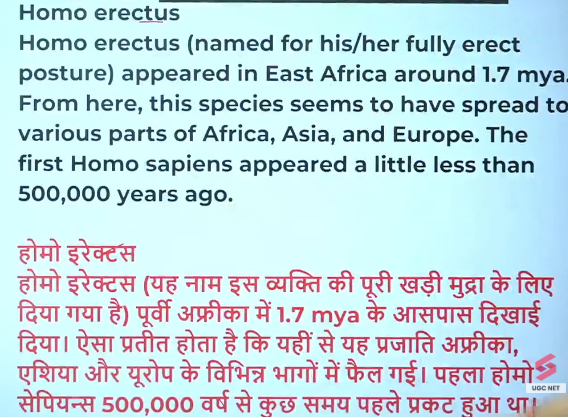 Homo erectus
Homo erectus (named for his/her fully erect
posture) appeared in East Africa around 1.7 mya.
From here, this species seems to have spread to
various parts of Africa, Asia, and Europe. The
first Homo sapiens appeared a little less than
500,000 years ago.
होमो इरेक्टस
होमो इरेक्टस (यह नाम इस व्यक्ति की पूरी खड़ी मुद्रा के लिए
दिया गया है) पूर्वी अफ्रीका में 1.7 mya के आसपास दिखाई
दिया। ऐसा प्रतीत होता है कि यहीं से यह प्रजाति अफ्रीका,
एशिया और यूरोप के विभिन्न भागों में फैल गई। पहला होमो
सेपियन्स 500,000 वर्ष से कुछ समय पहले प्रकट हुआ था।
UGC NET